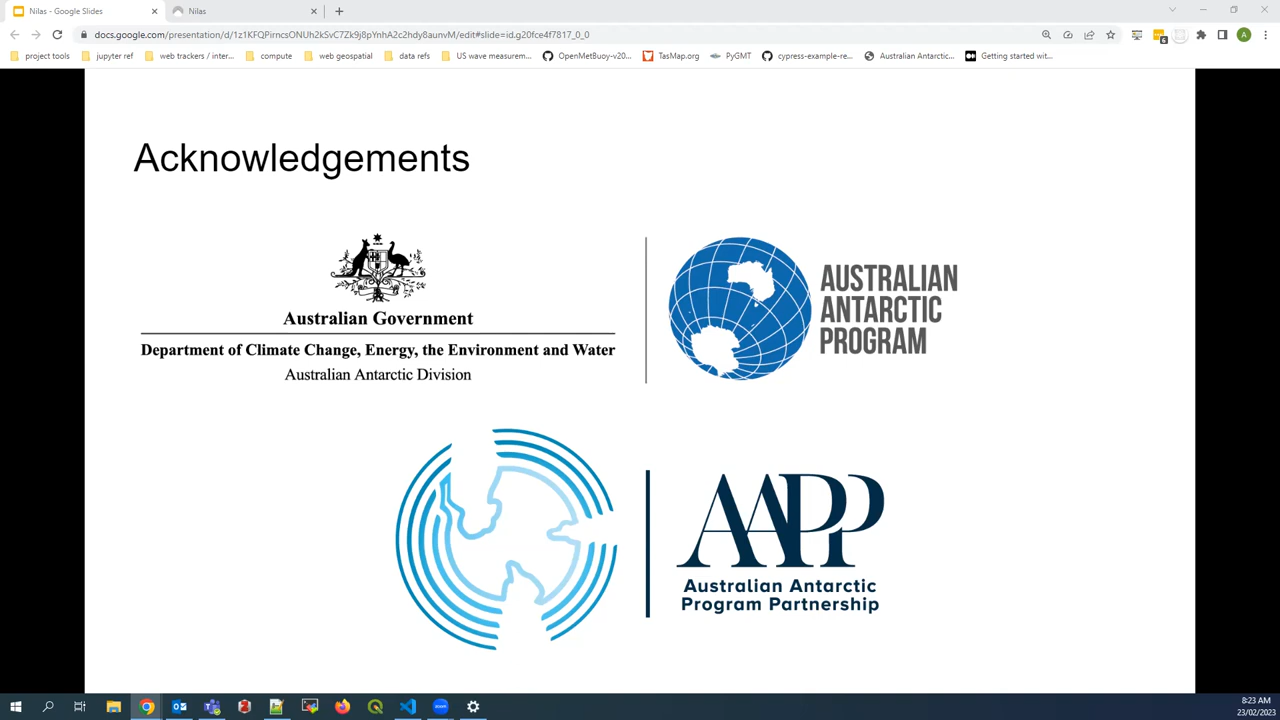 Nilas - Google Slides
Nilas
docs.google.com/presentation/d/1z1KFQPirncsONUh2kSvC7Zk9j8pYnhA2c2hdy8aunvM/edit#slide=id.g20fce4f7817_0_0
project tools
jupyter ref
web trackers / inter...
compute
web geospatial
data refs
US wave measurem...
OpenMetBuoy-v20...
TasMap.org
PyGMT
cypress-example-re...
Australian Antarctic...
Getting started wit...
Acknowledgements
Australian Government
Department of Climate Change, Energy, the Environment and Water
Australian Antarctic Division
AUSTRALIAN
ANTARCTIC
PROGRAM
AAPP
Australian Antarctic
Program Partnership
8:23 AM
23/02/2023